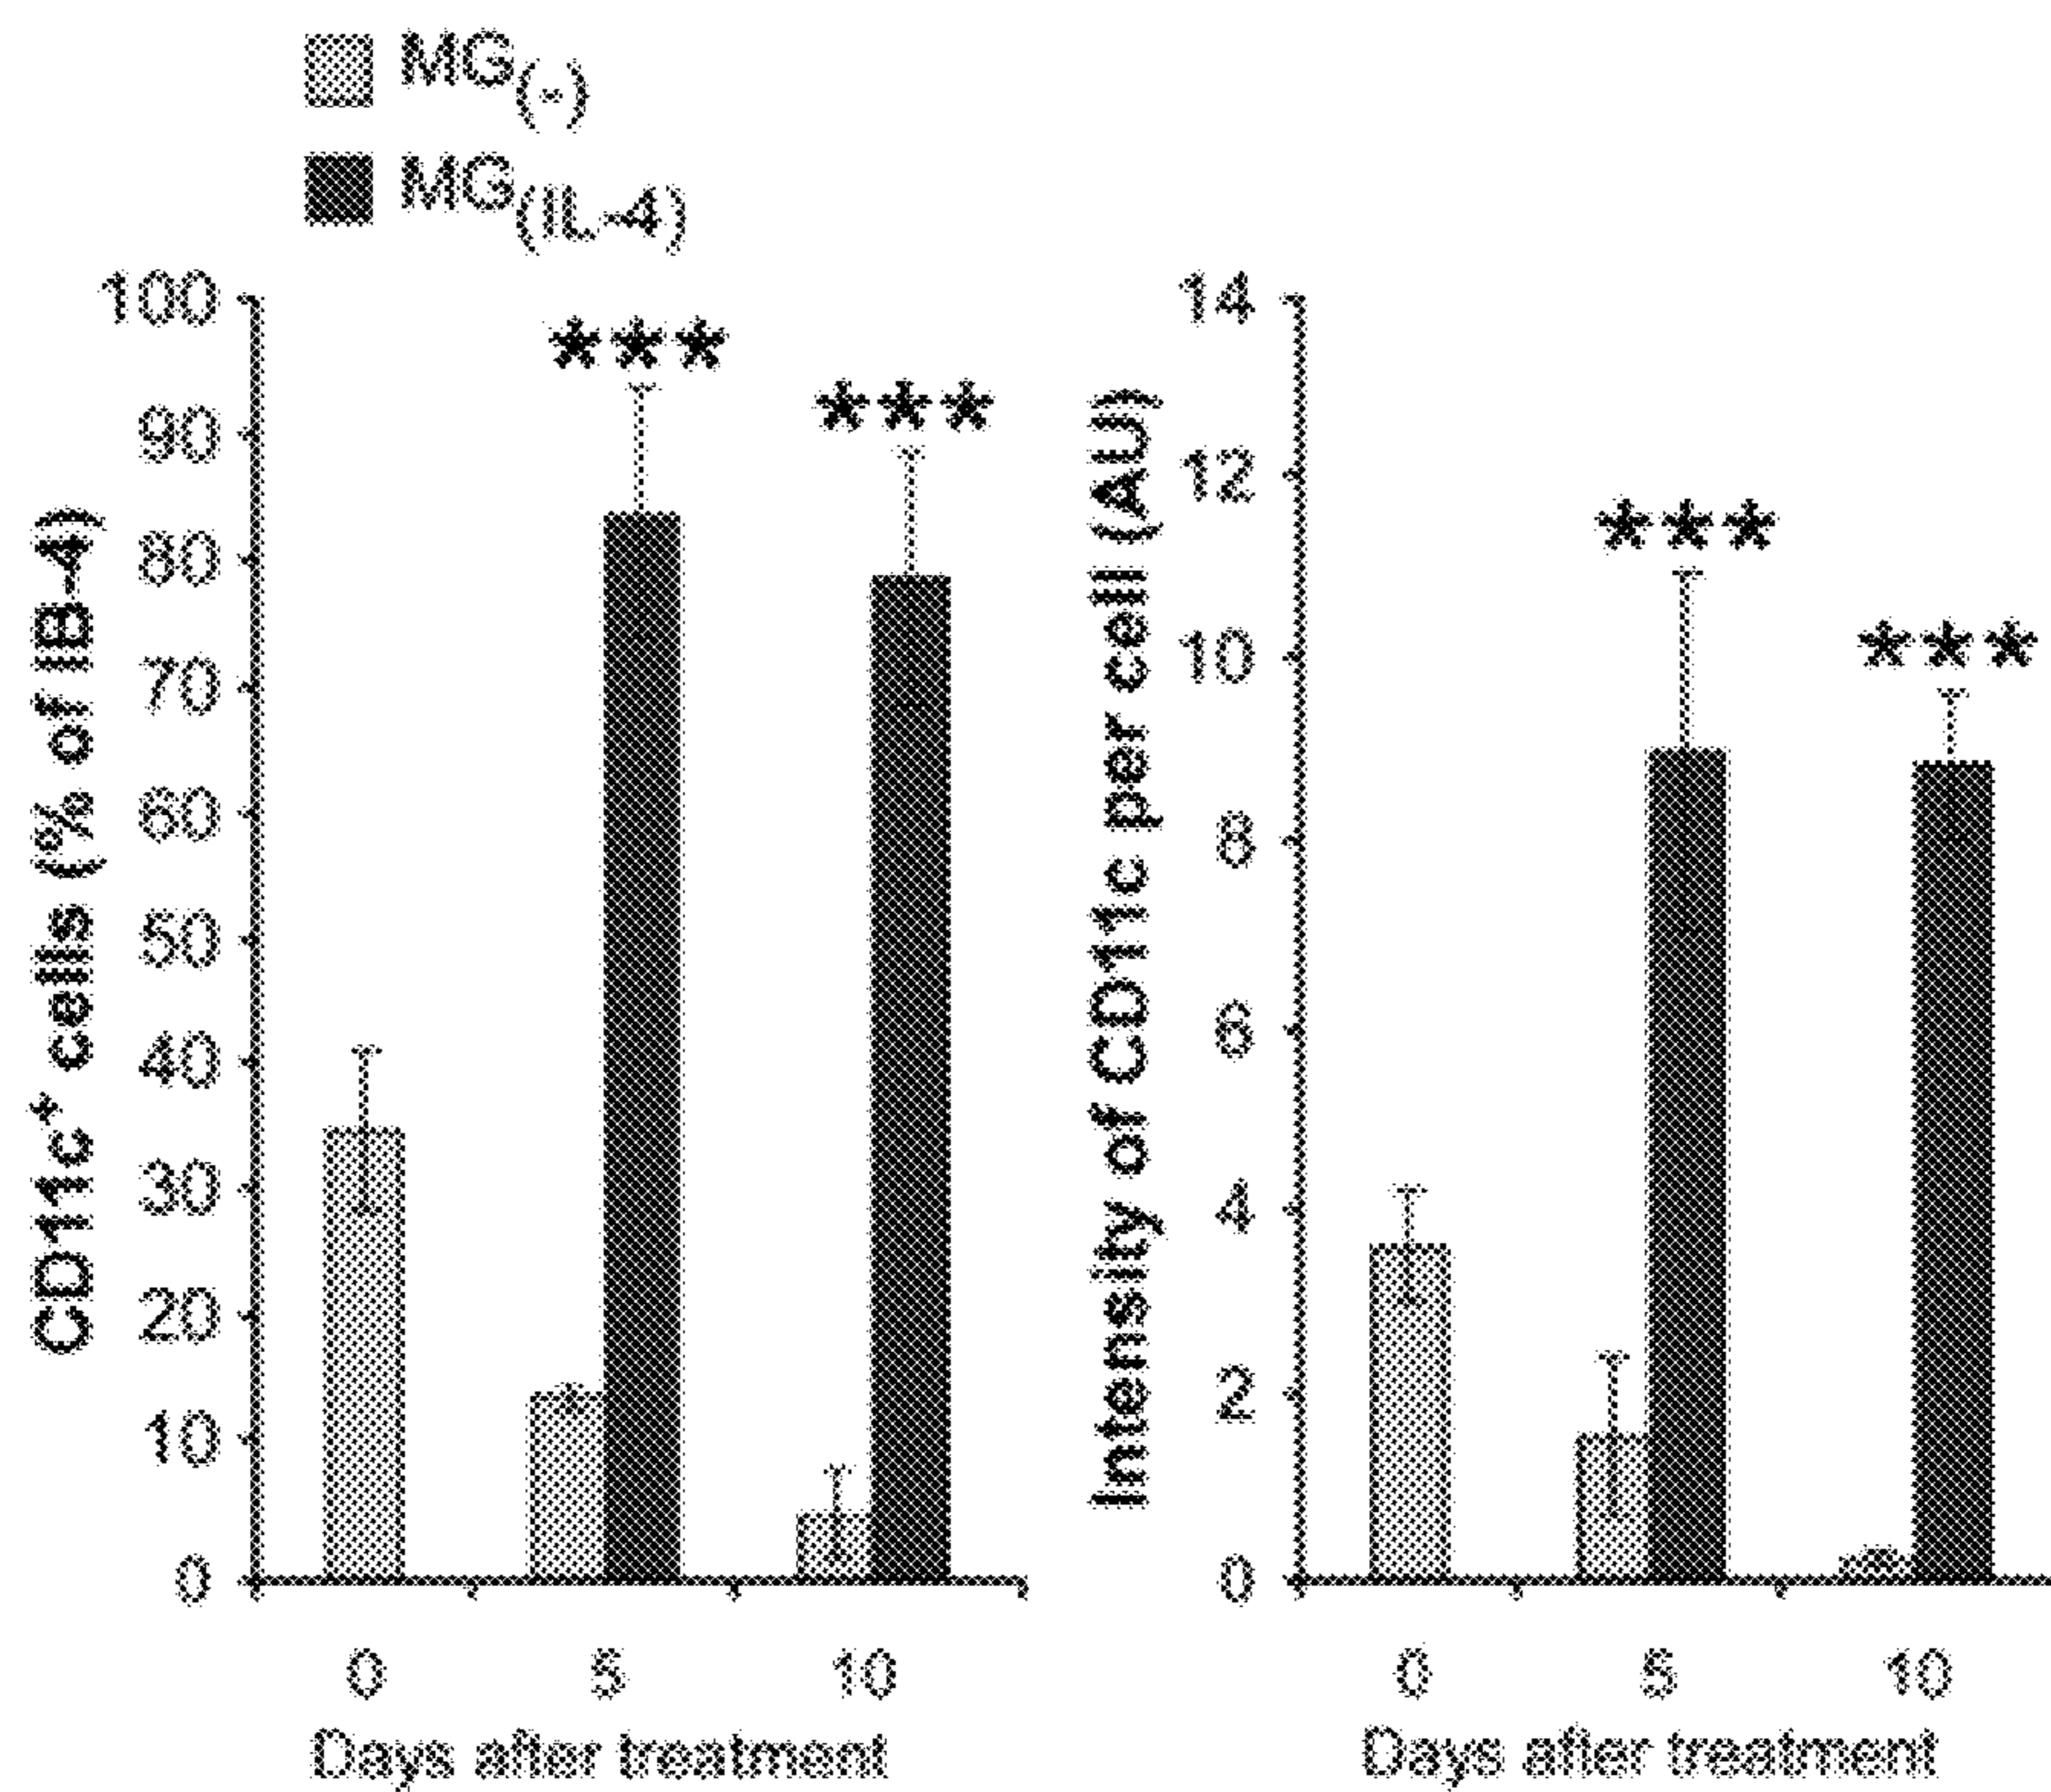 MG(-)
MG(IL-4)
CD11c+ cells (% of IB-4)
100
90
80
70
60
50
40
30
20
10
0
***
***
0 5 10
Days after treatment
Intensity of CD11c per cell (AU)
14
12
10
8
6
4
2
0
***
***
0 5 10
Days after treatment